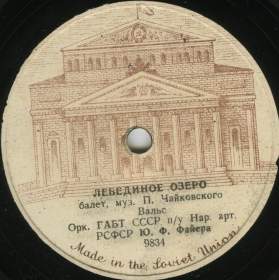 ЛЕБЕДИНОЕ ОЗЕРО
балет, муз. П. Чайковского
Вальс
Орк. ГАБТ СССР п/у Нар. арт.
РСФСР Ю. Ф. Файера
9834
Made in the Soviet Union